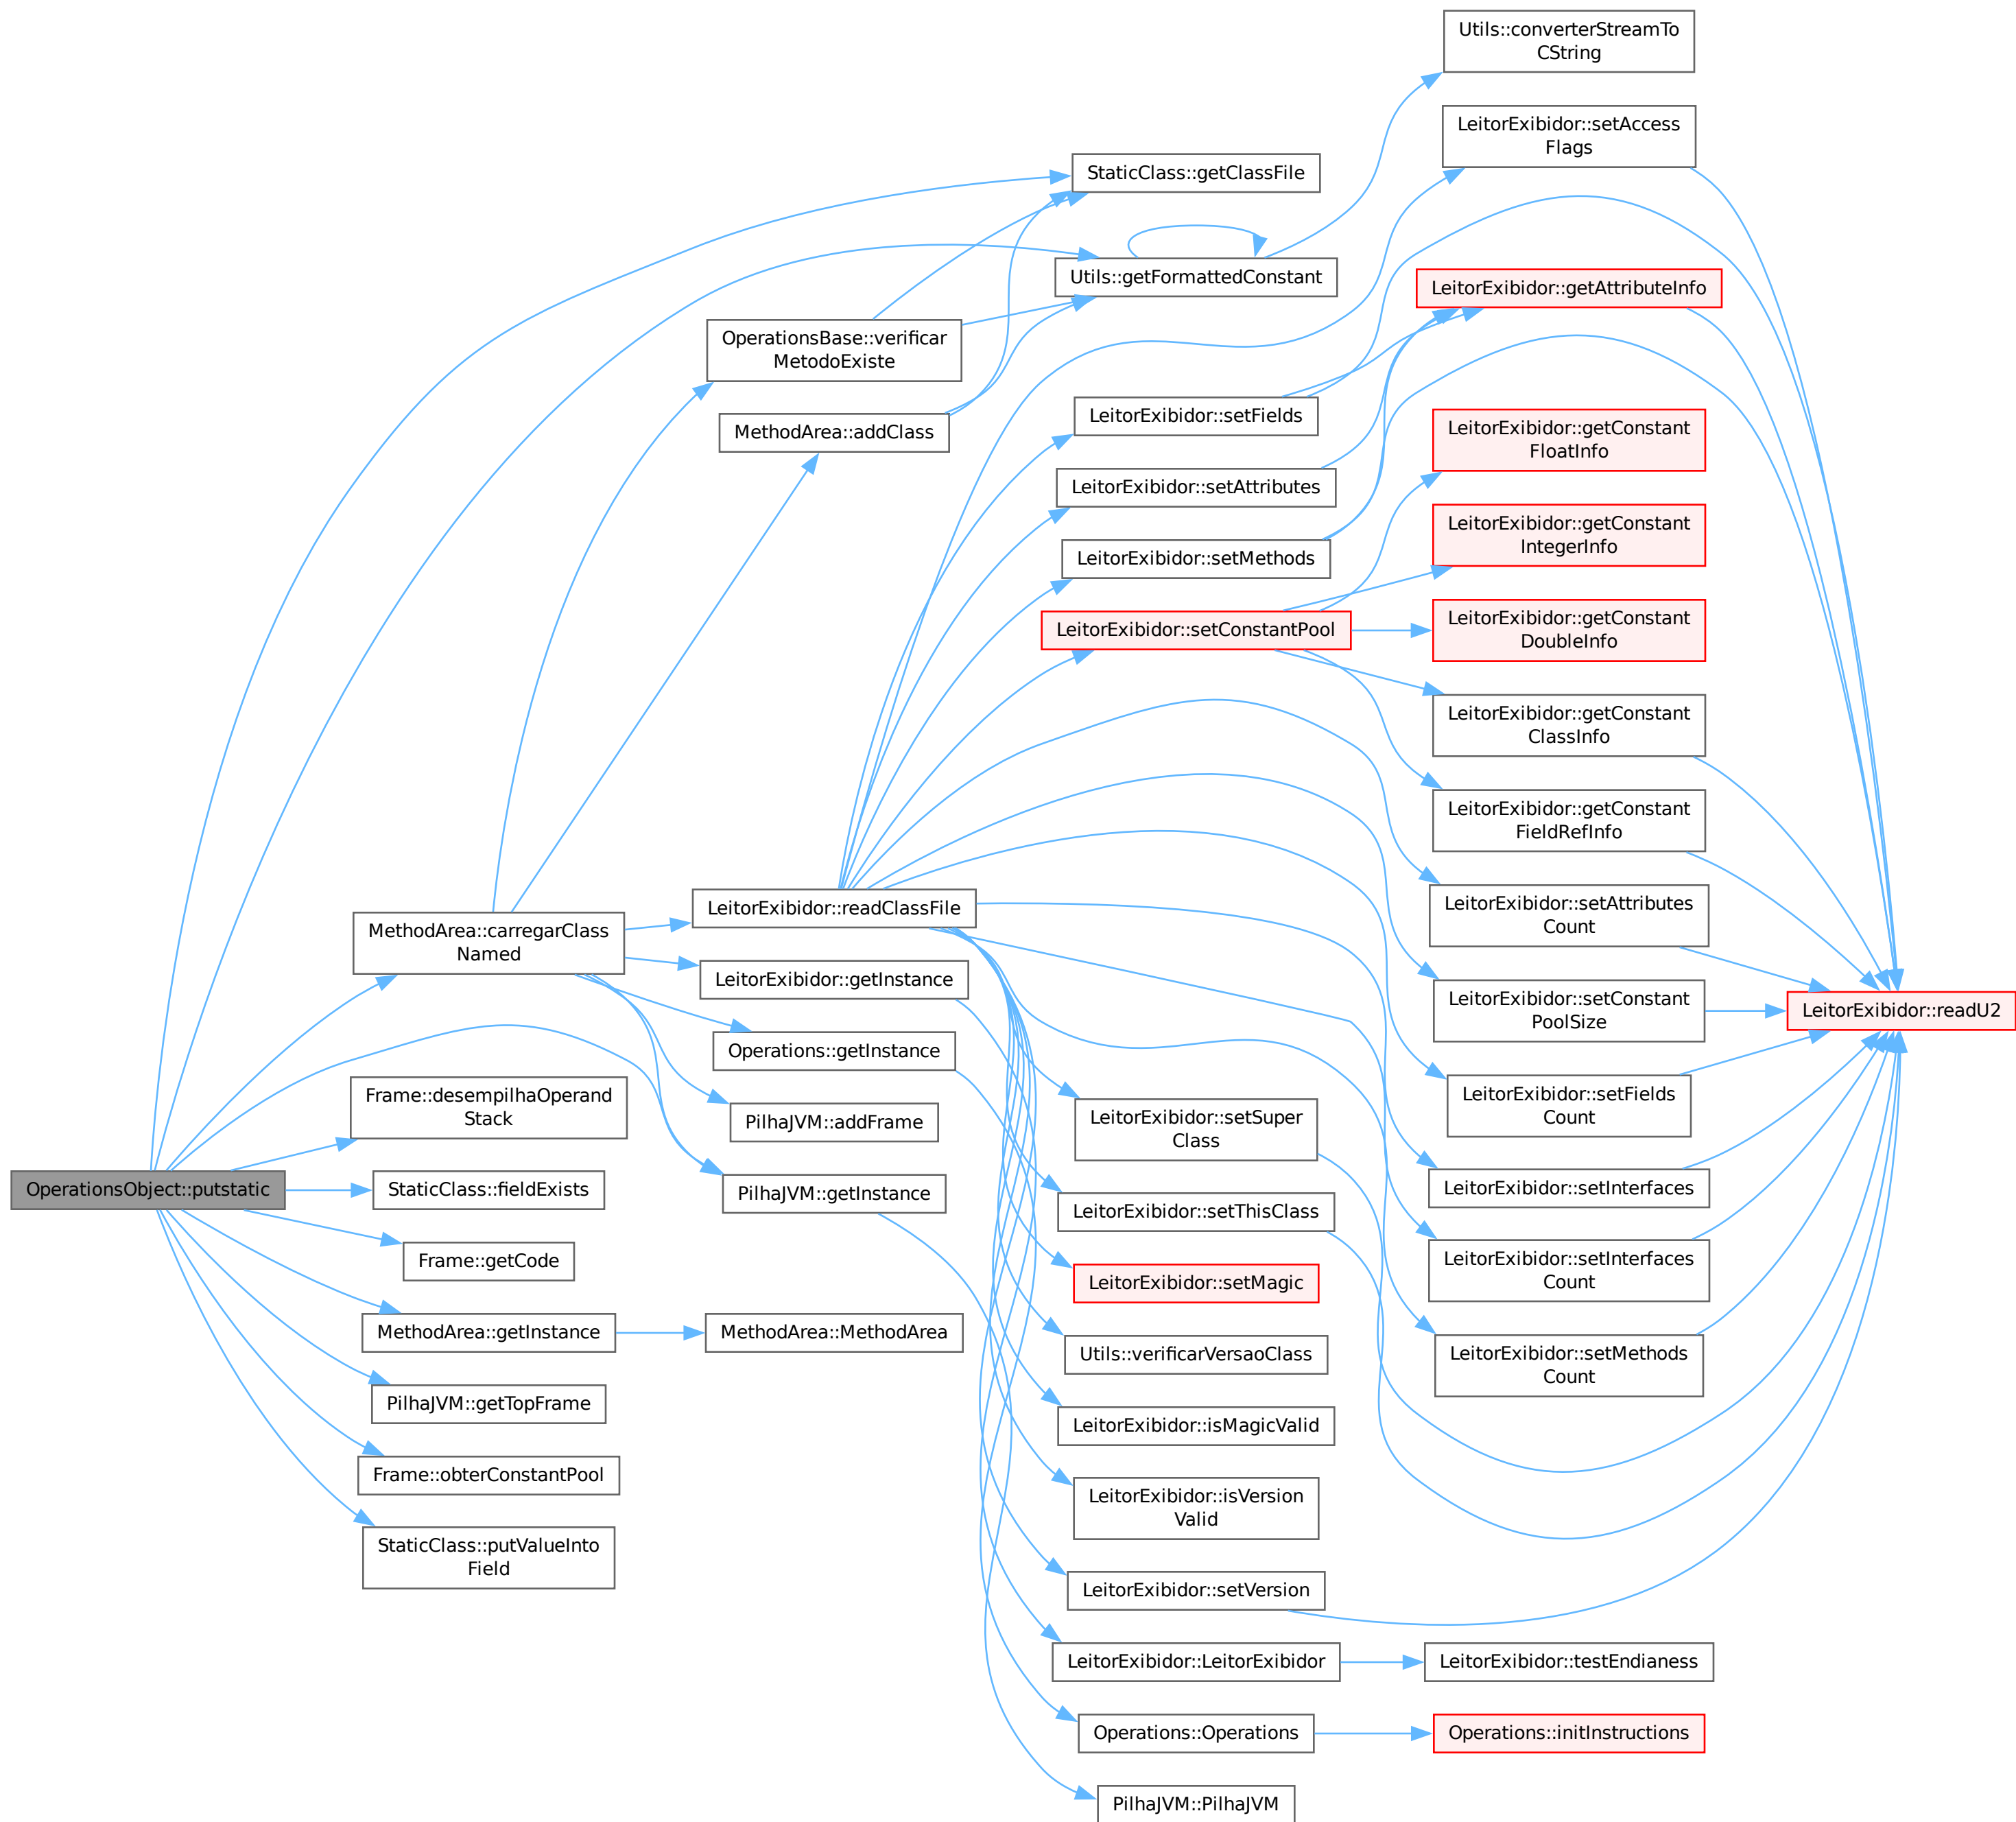 OperationsObject::putstatic
MethodArea::carregarClass
Named
Frame::desempilhaOperand
Stack
StaticClass::fieldExists
Frame::getCode
MethodArea::getInstance
PilhaJVM::getTopFrame
Frame::obterConstantPool
StaticClass::putValueInto
Field
OperationsBase::verificar
MetodoExiste
MethodArea::addClass
LeitorExibidor::readClassFile
LeitorExibidor::getInstance
Operations::getInstance
PilhaJVM::addFrame
PilhaJVM::getInstance
MethodArea::MethodArea
StaticClass::getClassFile
Utils::getFormattedConstant
LeitorExibidor::setFields
LeitorExibidor::setAttributes
LeitorExibidor::setMethods
LeitorExibidor::setConstantPool
LeitorExibidor::setSuper
Class
LeitorExibidor::setThisClass
LeitorExibidor::setMagic
Utils::verificarVersaoClass
LeitorExibidor::isMagicValid
LeitorExibidor::isVersion
Valid
LeitorExibidor::setVersion
LeitorExibidor::LeitorExibidor
Operations::Operations
PilhaJVM::PilhaJVM
Utils::converterStreamTo
CString
LeitorExibidor::setAccess
Flags
LeitorExibidor::getAttributeInfo
LeitorExibidor::getConstant
FloatInfo
LeitorExibidor::getConstant
IntegerInfo
LeitorExibidor::getConstant
DoubleInfo
LeitorExibidor::getConstant
ClassInfo
LeitorExibidor::getConstant
FieldRefInfo
LeitorExibidor::setAttributes
Count
LeitorExibidor::setConstant
PoolSize
LeitorExibidor::setFields
Count
LeitorExibidor::setInterfaces
LeitorExibidor::setInterfaces
Count
LeitorExibidor::setMethods
Count
LeitorExibidor::testEndianess
Operations::initInstructions
LeitorExibidor::readU2